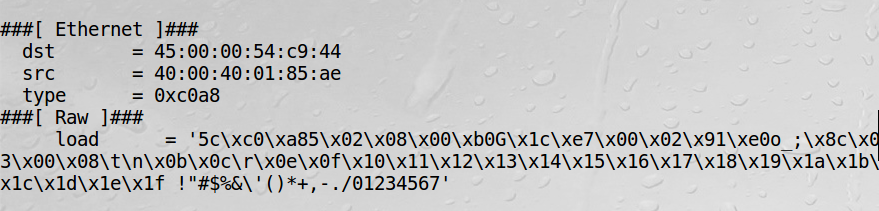 ###[ Ethernet ]###
  dst       = 45:00:00:54:c9:44
  src       = 40:00:40:01:85:ae
  type      = 0xc0a8
###[ Raw ]###
     load      = '5c\xc0\xa85\x02\x08\x00\xb0G\x1c\xe7\x00\x02\x91\xe0o_;\x8c\x0
3\x00\x08\t\n\x0b\x0c\r\x0e\x0f\x10\x11\x12\x13\x14\x15\x16\x17\x18\x19\x1a\x1b\
x1c\x1d\x1e\x1f !"#$%&\'()*+,-./01234567'